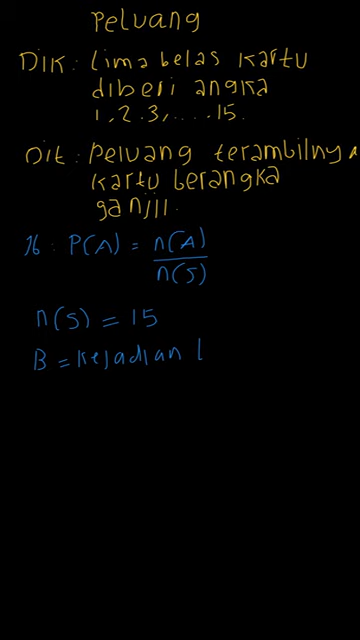 Peluang
DIK : Lima belas kartu
diberi angka
1, 2. 3, .... 15.
Dit : Peluang terambilnya
kartu berangka
ganjil.
P(A) = n(A)
n(S)
n(S) = 15
B = kejadian